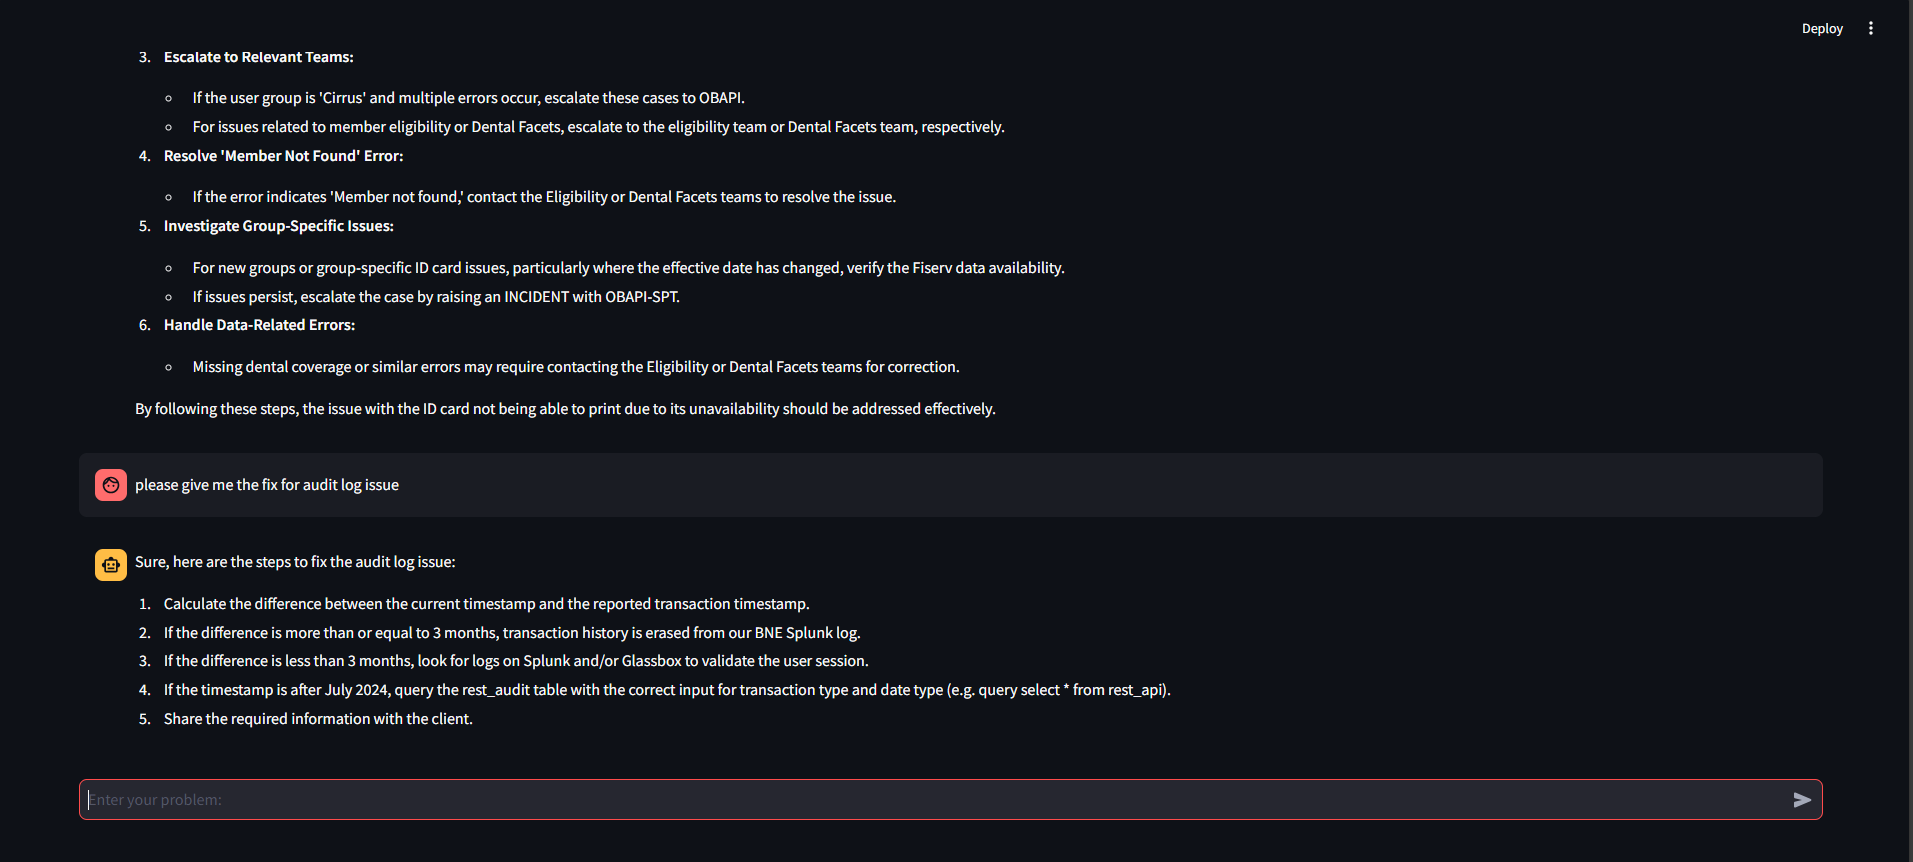 Deploy
3. Escalate to Relevant Teams:
If the user group is 'Cirrus' and multiple errors occur, escalate these cases to OBAPI.
For issues related to member eligibility or Dental Facets, escalate to the eligibility team or Dental Facets team, respectively.
4. Resolve 'Member Not Found' Error:
If the error indicates 'Member not found,' contact the Eligibility or Dental Facets teams to resolve the issue.
5. Investigate Group-Specific Issues:
For new groups or group-specific ID card issues, particularly where the effective date has changed, verify the Fiserv data availability.
If issues persist, escalate the case by raising an INCIDENT with OBAPI-SPT.
6. Handle Data-Related Errors:
Missing dental coverage or similar errors may require contacting the Eligibility or Dental Facets teams for correction.
By following these steps, the issue with the ID card not being able to print due to its unavailability should be addressed effectively.
please give me the fix for audit log issue
Sure, here are the steps to fix the audit log issue:
1. Calculate the difference between the current timestamp and the reported transaction timestamp.
2. If the difference is more than or equal to 3 months, transaction history is erased from our BNE Splunk log.
3. If the difference is less than 3 months, look for logs on Splunk and/or Glassbox to validate the user session.
4. If the timestamp is after July 2024, query the rest_audit table with the correct input for transaction type and date type (e.g. query select * from rest_api).
5. Share the required information with the client.
Enter your problem: